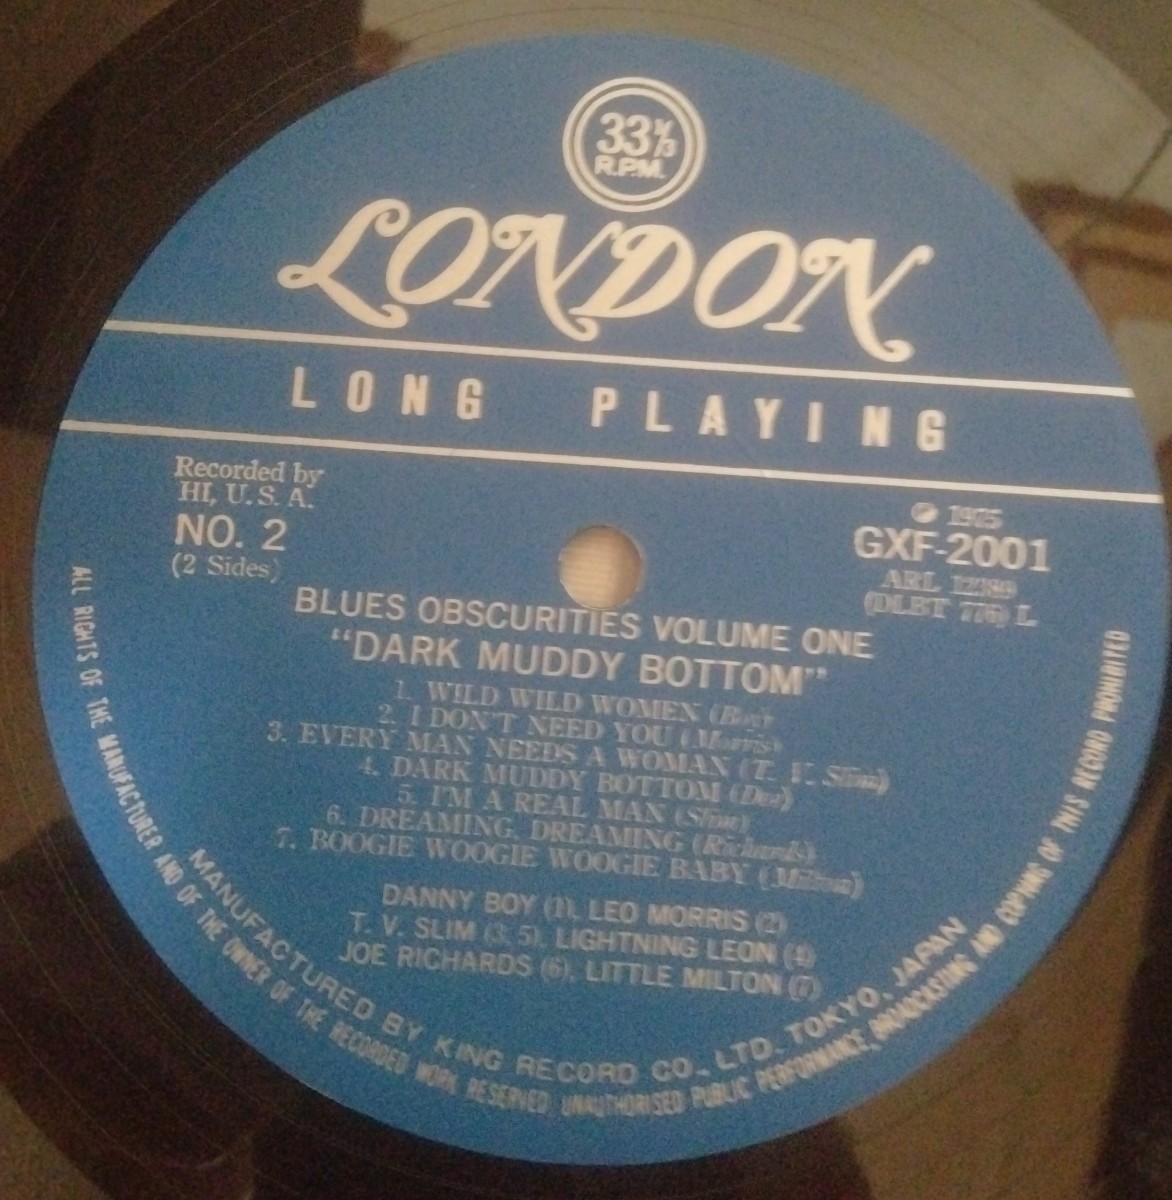 33⅓
R.P.M.
LONDON
LONG PLAYING
Recorded by
HI, U.S.A.
NO. 2
(2 Sides)
Ⓟ 1975
GXF-2001
ARL
(DLBT 776) L
BLUES OBSCURITIES VOLUME ONE
"DARK MUDDY BOTTOM"
1. WILD WILD WOMEN (Boy)
2. I DON'T NEED YOU (Morris)
3. EVERY MAN NEEDS A WOMAN (T. V. Slim)
4. DARK MUDDY BOTTOM
5. I'M A REAL MAN (Slim)
6. DREAMING, DREAMING (Richards)
7. BOOGIE WOOGIE WOOGIE BABY (Milton)
DANNY BOY (1), LEO MORRIS (2)
T. V. SLIM (3, 5), LIGHTNING LEON (4)
JOE RICHARDS (6), LITTLE MILTON (7)
MANUFACTURED BY KING RECORD CO., LTD. TOKYO, JAPAN
ALL RIGHTS OF THE MANUFACTURER AND OF THE OWNER OF THE RECORDED WORK RESERVED. UNAUTHORISED PUBLIC PERFORMANCE, BROADCASTING AND COPYING OF THIS RECORD PROHIBITED